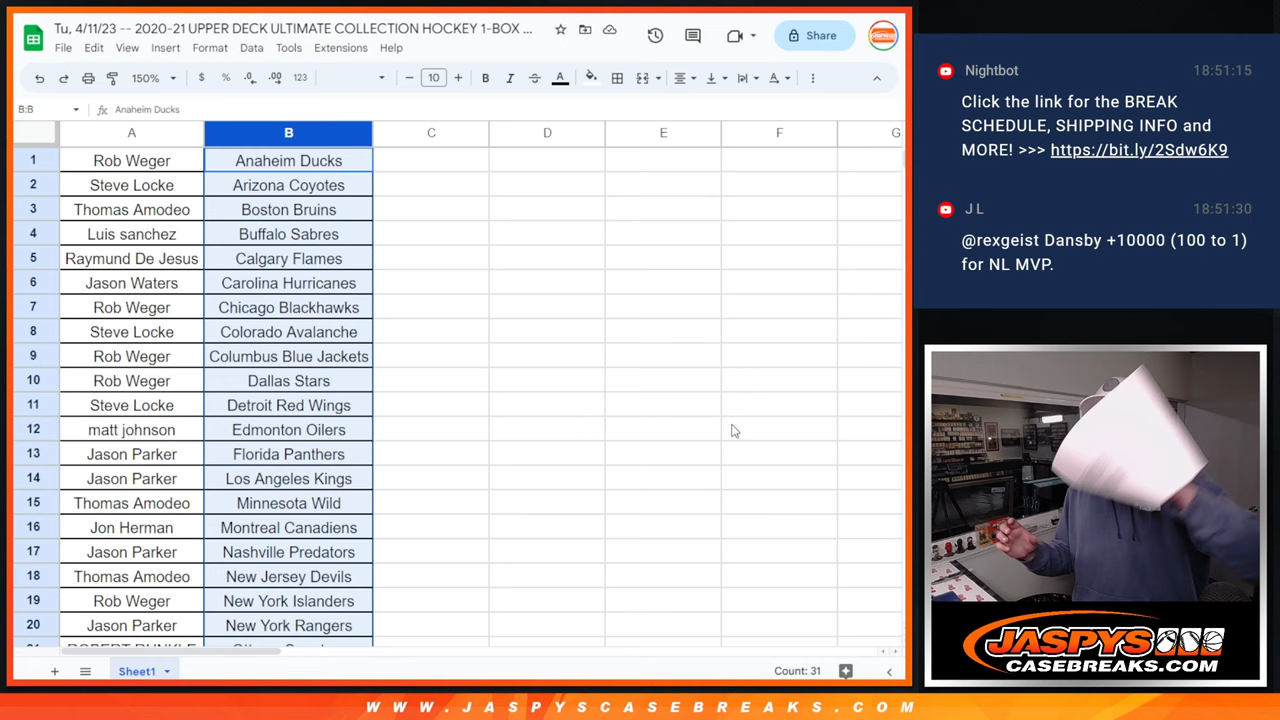 Tu, 4/11/23 -- 2020-21 UPPER DECK ULTIMATE COLLECTION HOCKEY 1-BOX ...
File Edit View Insert Format Data Tools Extensions Help
Share
150% $ % .0 .00 123 10 B I A
B:B fx Anaheim Ducks
A B C D E F G
1 Rob Weger Anaheim Ducks
2 Steve Locke Arizona Coyotes
3 Thomas Amodeo Boston Bruins
4 Luis sanchez Buffalo Sabres
5 Raymund De Jesus Calgary Flames
6 Jason Waters Carolina Hurricanes
7 Rob Weger Chicago Blackhawks
8 Steve Locke Colorado Avalanche
9 Rob Weger Columbus Blue Jackets
10 Rob Weger Dallas Stars
11 Steve Locke Detroit Red Wings
12 matt johnson Edmonton Oilers
13 Jason Parker Florida Panthers
14 Jason Parker Los Angeles Kings
15 Thomas Amodeo Minnesota Wild
16 Jon Herman Montreal Canadiens
17 Jason Parker Nashville Predators
18 Thomas Amodeo New Jersey Devils
19 Rob Weger New York Islanders
20 Jason Parker New York Rangers
Sheet1
Count: 31
Nightbot 18:51:15
Click the link for the BREAK
SCHEDULE, SHIPPING INFO and
MORE! >>> https://bit.ly/2Sdw6K9
J L 18:51:30
@rexgeist Dansby +10000 (100 to 1)
for NL MVP.
JASPYS
CASEBREAKS.COM
WWW.JASPYSCASEBREAKS.COM